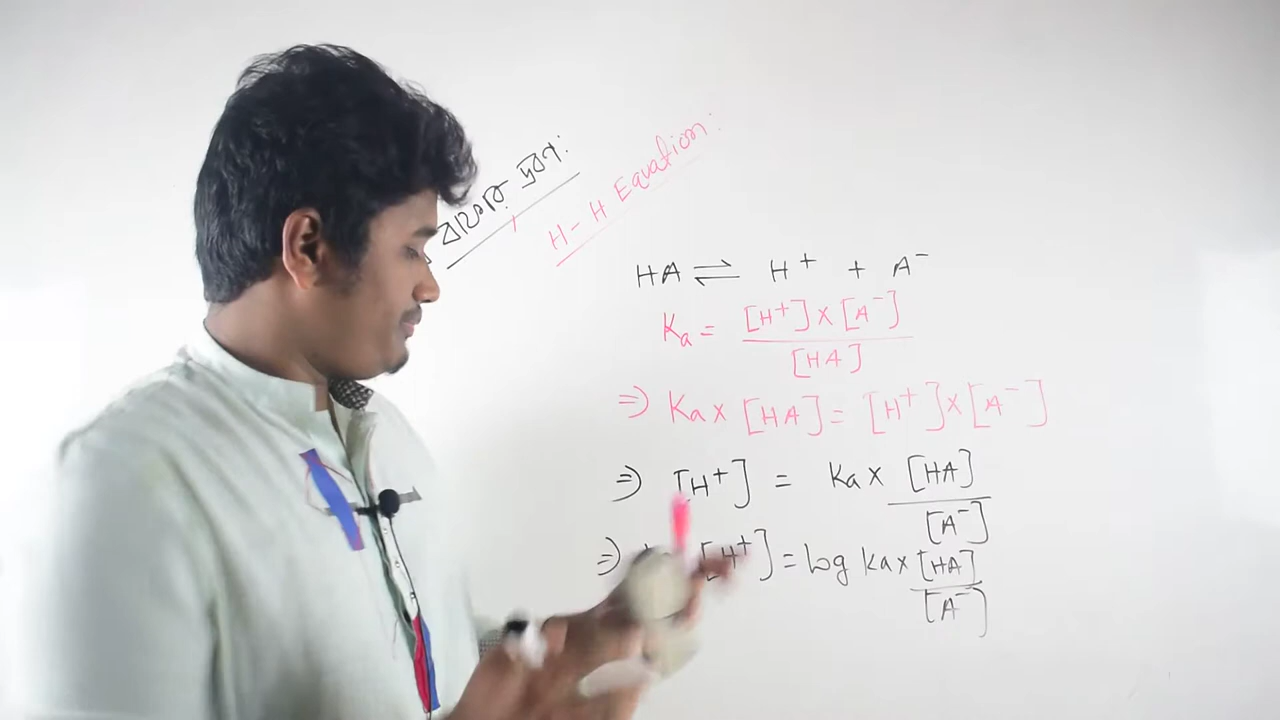 বাফার দ্রবণ:
H-H Equation:
HA ⇌ H⁺ + A⁻
Ka = [H⁺]×[A⁻] / [HA]
⇒ Ka × [HA] = [H⁺]×[A⁻]
⇒ [H⁺] = Ka × [HA] / [A⁻]
⇒ [H⁺] = log Ka × [HA] / [A⁻]